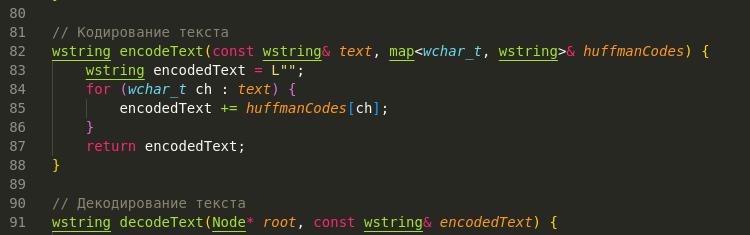 80
81 // Кодирование текста
82 wstring encodeText(const wstring& text, map<wchar_t, wstring>& huffmanCodes) {
83     wstring encodedText = L"";
84     for (wchar_t ch : text) {
85         encodedText += huffmanCodes[ch];
86     }
87     return encodedText;
88 }
89
90 // Декодирование текста
91 wstring decodeText(Node* root, const wstring& encodedText) {